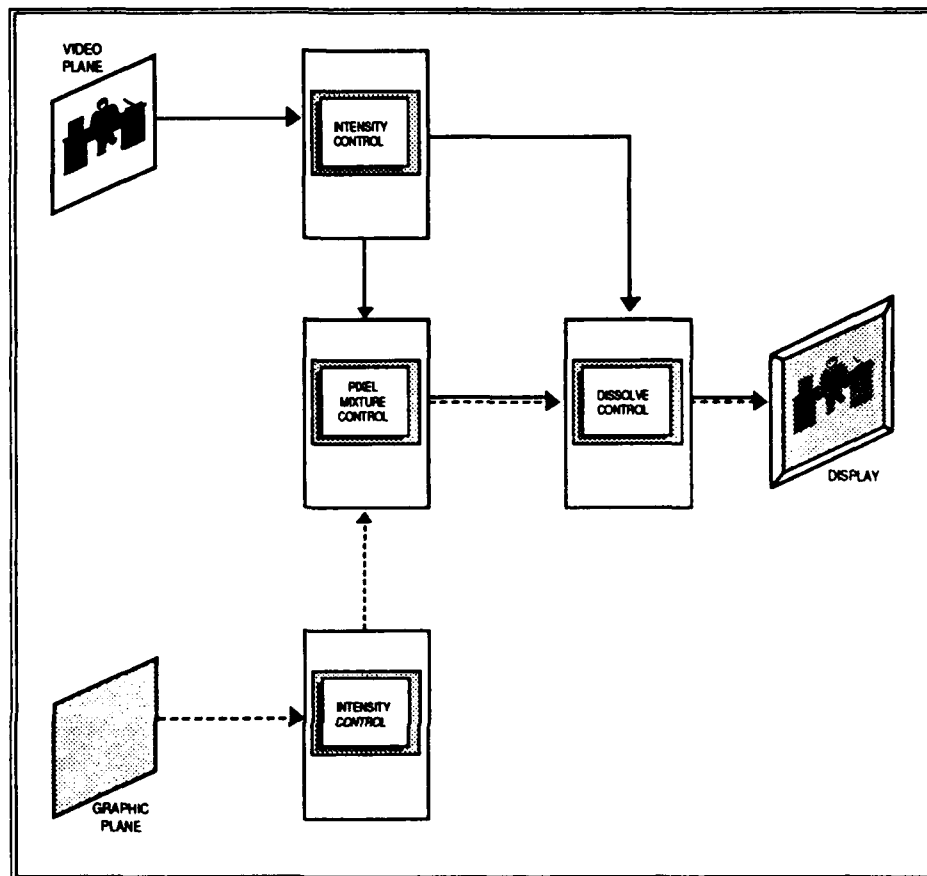 VIDEO
PLANE
INTENSITY
CONTROL
PIXEL
MIXTURE
CONTROL
DISSOLVE
CONTROL
DISPLAY
INTENSITY
CONTROL
GRAPHIC
PLANE